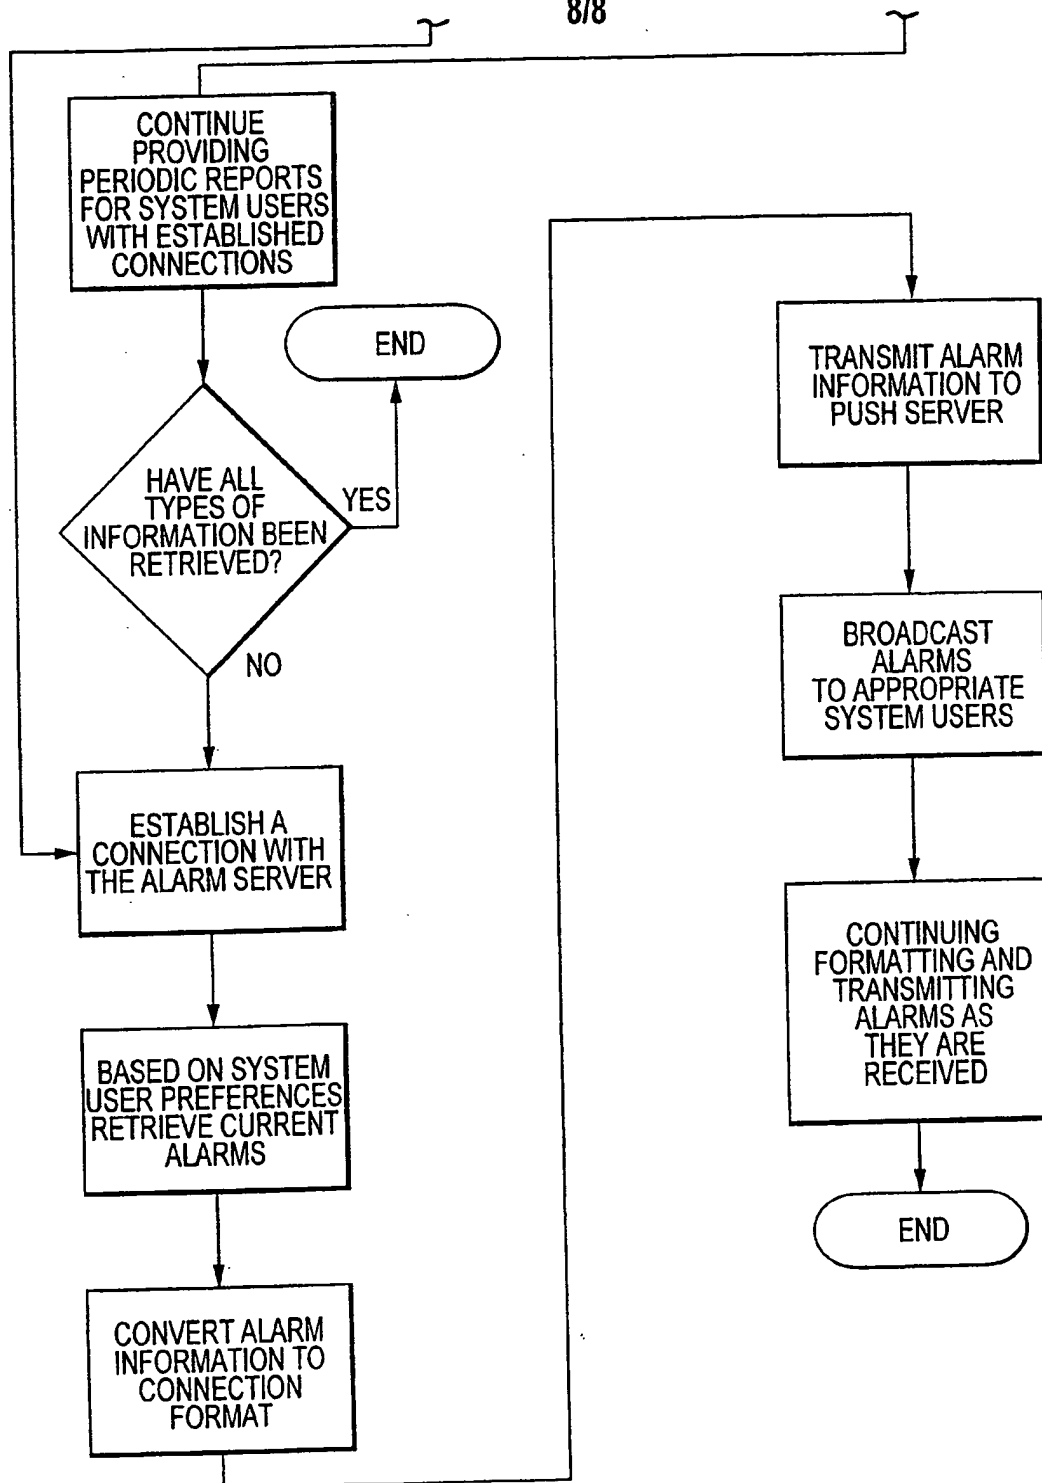 8/8
CONTINUE
PROVIDING
PERIODIC REPORTS
FOR SYSTEM USERS
WITH ESTABLISHED
CONNECTIONS
END
HAVE ALL
TYPES OF
INFORMATION BEEN
RETRIEVED?
YES
NO
ESTABLISH A
CONNECTION WITH
THE ALARM SERVER
BASED ON SYSTEM
USER PREFERENCES
RETRIEVE CURRENT
ALARMS
CONVERT ALARM
INFORMATION TO
CONNECTION
FORMAT
TRANSMIT ALARM
INFORMATION TO
PUSH SERVER
BROADCAST
ALARMS
TO APPROPRIATE
SYSTEM USERS
CONTINUING
FORMATTING AND
TRANSMITTING
ALARMS AS
THEY ARE
RECEIVED
END